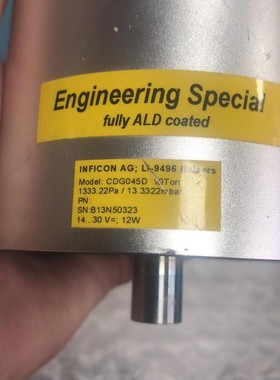 Engineering Special
fully ALD coated
INFICON AG; LI-9496 Balzers
Model: CDG045D 10Torr
1333.22Pa / 13.3322mbar
PN:
SN:B13N50323
14...30 V=; 12W